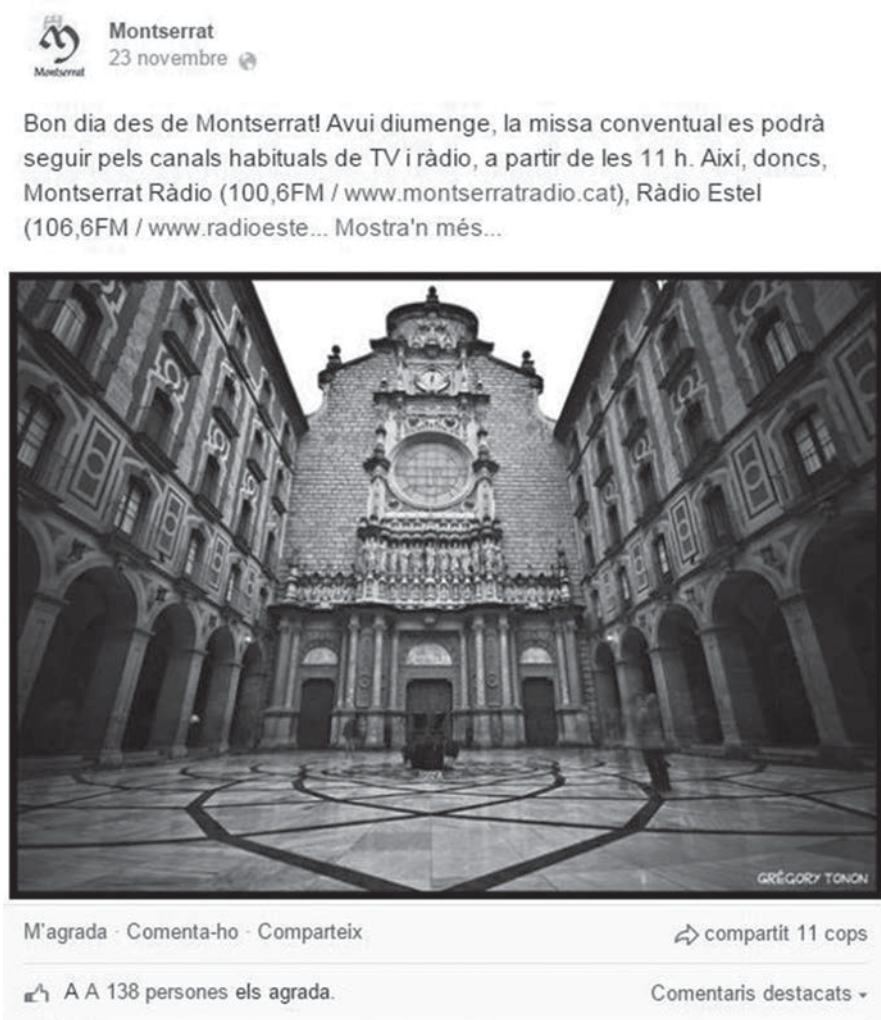 Montserrat
Montserrat
23 novembre
Bon dia des de Montserrat! Avui diumenge, la missa conventual es podrà
seguir pels canals habituals de TV i ràdio, a partir de les 11 h. Així, doncs,
Montserrat Ràdio (100,6FM / www.montserratradio.cat), Ràdio Estel
(106,6FM / www.radioeste... Mostra'n més...
GRÉGORY TONON
M'agrada · Comenta-ho · Comparteix
compartit 11 cops
A A 138 persones els agrada.
Comentaris destacats